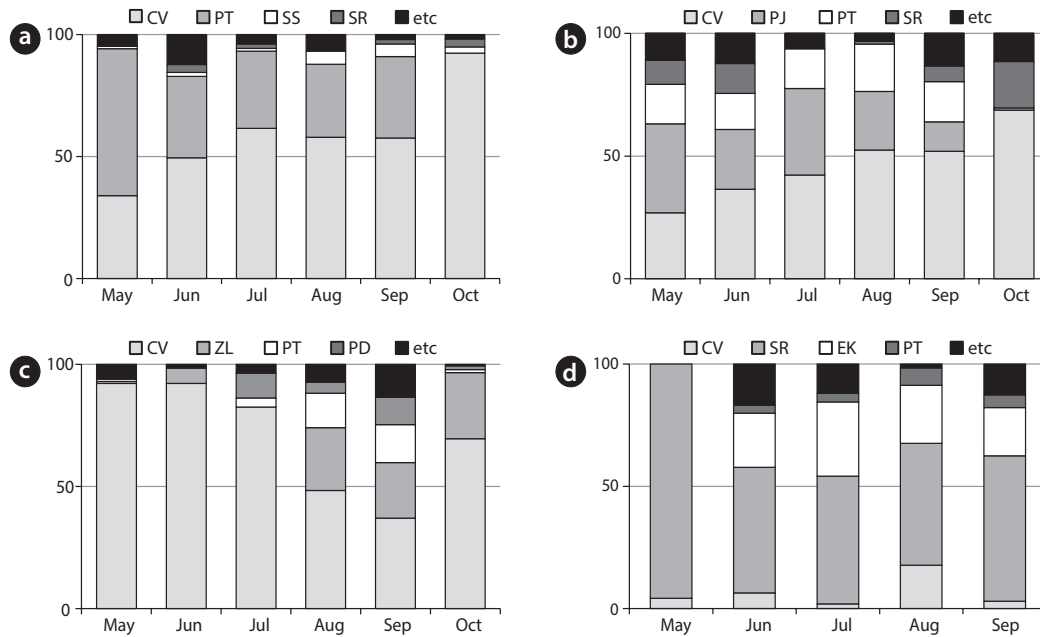 a
CV PT SS SR etc
100
50
0
May Jun Jul Aug Sep Oct
b
CV PJ PT SR etc
100
50
0
May Jun Jul Aug Sep Oct
c
CV ZL PT PD etc
100
50
0
May Jun Jul Aug Sep Oct
d
CV SR EK PT etc
100
50
0
May Jun Jul Aug Sep